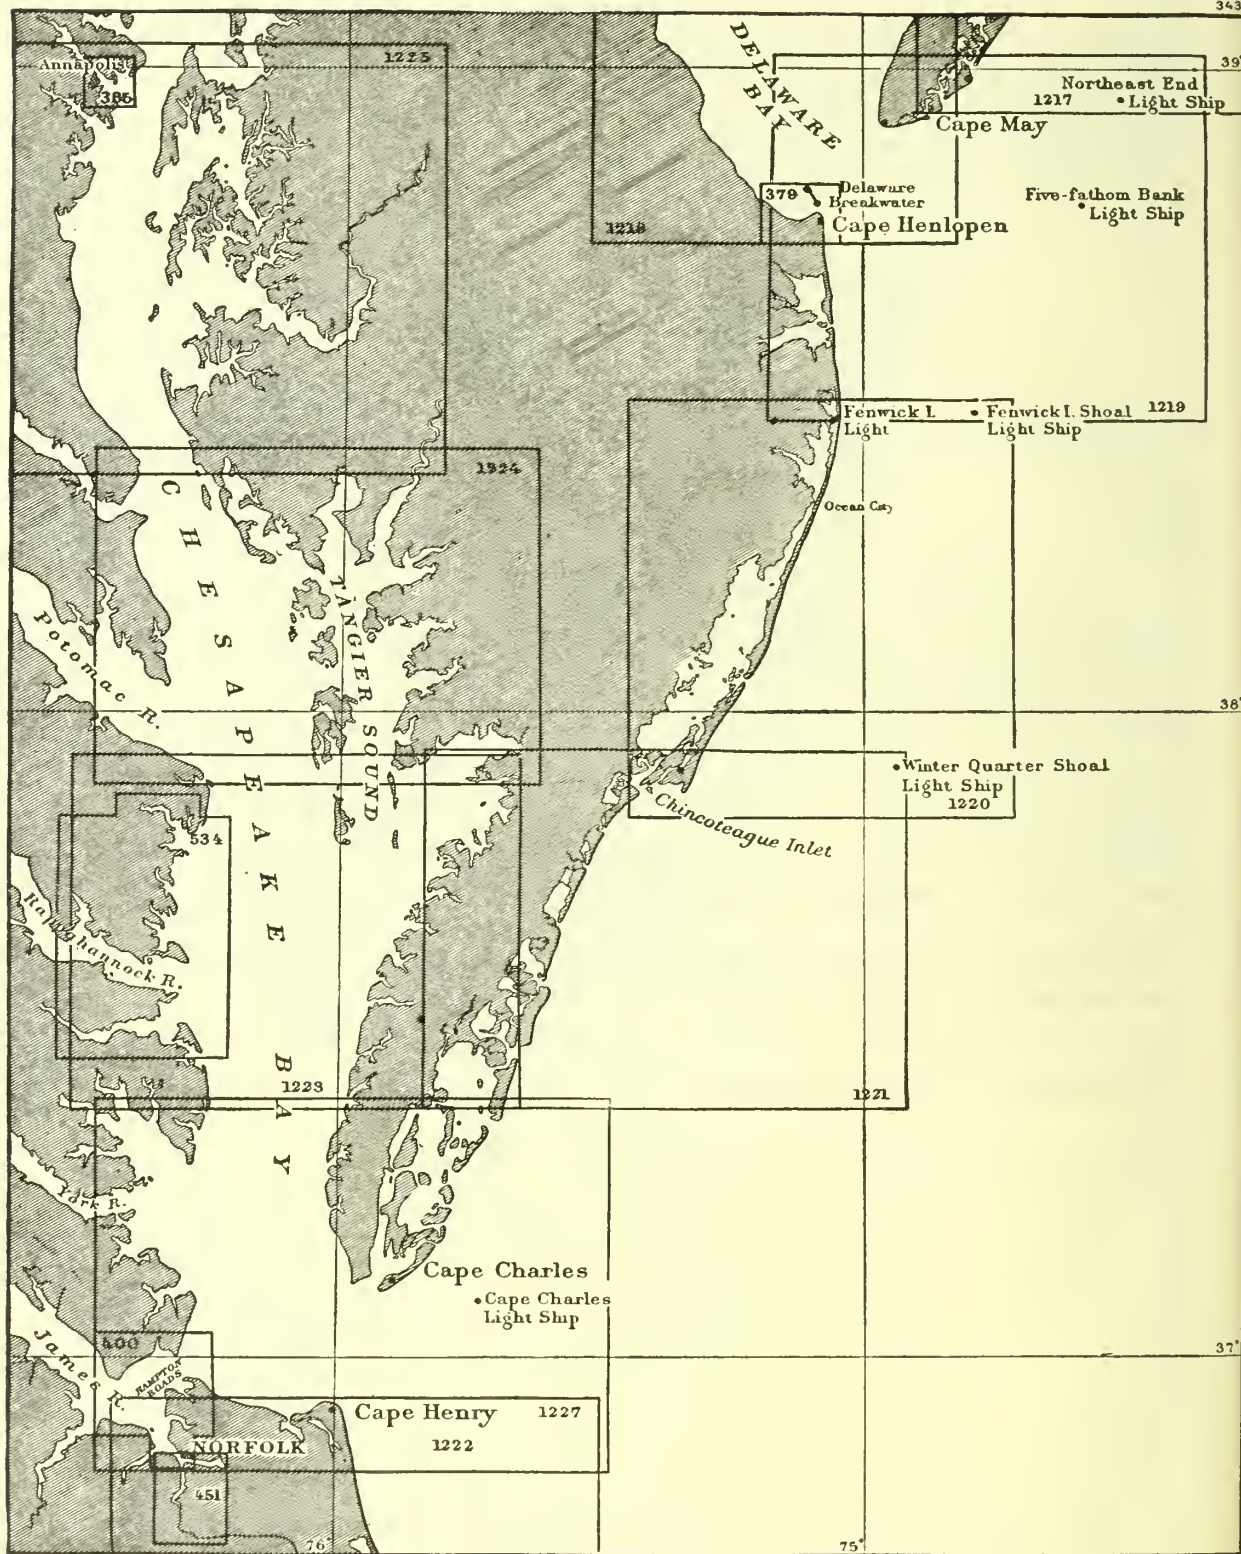 343
Annapolis
385
1225
DELAWARE
BAY
39°
Northeast End
Light Ship
1217
Cape May
379
Delaware
Breakwater
Five-fathom Bank
Light Ship
1218
Cape Henlopen
Fenwick I.
Light
Fenwick I. Shoal
Light Ship
1219
1224
Ocean City
CHESAPEAKE BAY
TANGIER SOUND
Potomac R.
38°
Winter Quarter Shoal
Light Ship
1220
Chincoteague Inlet
534
Rappahannock R.
1223
1221
York R.
Cape Charles
Cape Charles
Light Ship
400
James R.
HAMPTON
ROADS
37°
Cape Henry
1227
1222
NORFOLK
451
76°
75°